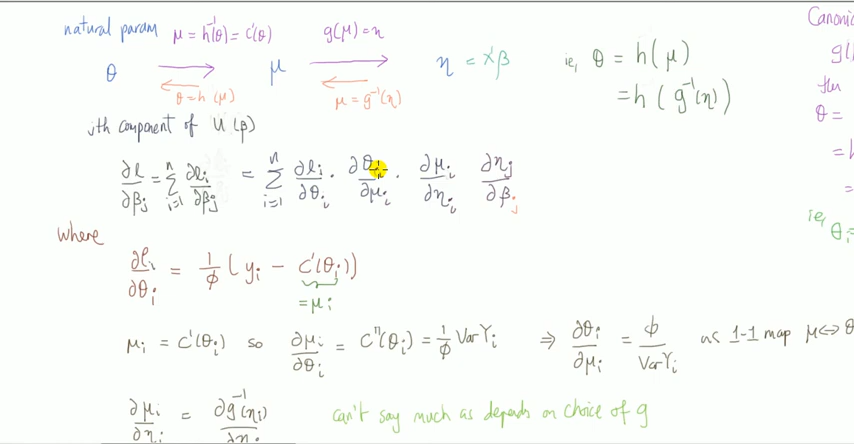 natural param μ = h⁻¹(θ) = c'(θ) g(μ) = η Canonic
θ μ η = x'β ie, θ = h(μ) g(
θ = h(μ) μ = g⁻¹(η) = h(g⁻¹(η)) θ =
jth component of U(β) = h
∂l/∂βj = Σ_{i=1}^{n} ∂li/∂βj = Σ_{i=1}^{n} ∂li/∂θi · ∂θi/∂μi · ∂μi/∂ηi ∂ηj/∂βj =
where ie,
∂li/∂θi = 1/φ (yi − c'(θi)) θi =
= μi
μi = c'(θi) so ∂μi/∂θi = c''(θi) = 1/φ Var Yi ⇒ ∂θi/∂μi = φ/Var Yi as 1-1 map μ↔θ
∂μi/∂ηi = ∂g⁻¹(ηi)/∂ηi can't say much as depends on choice of g